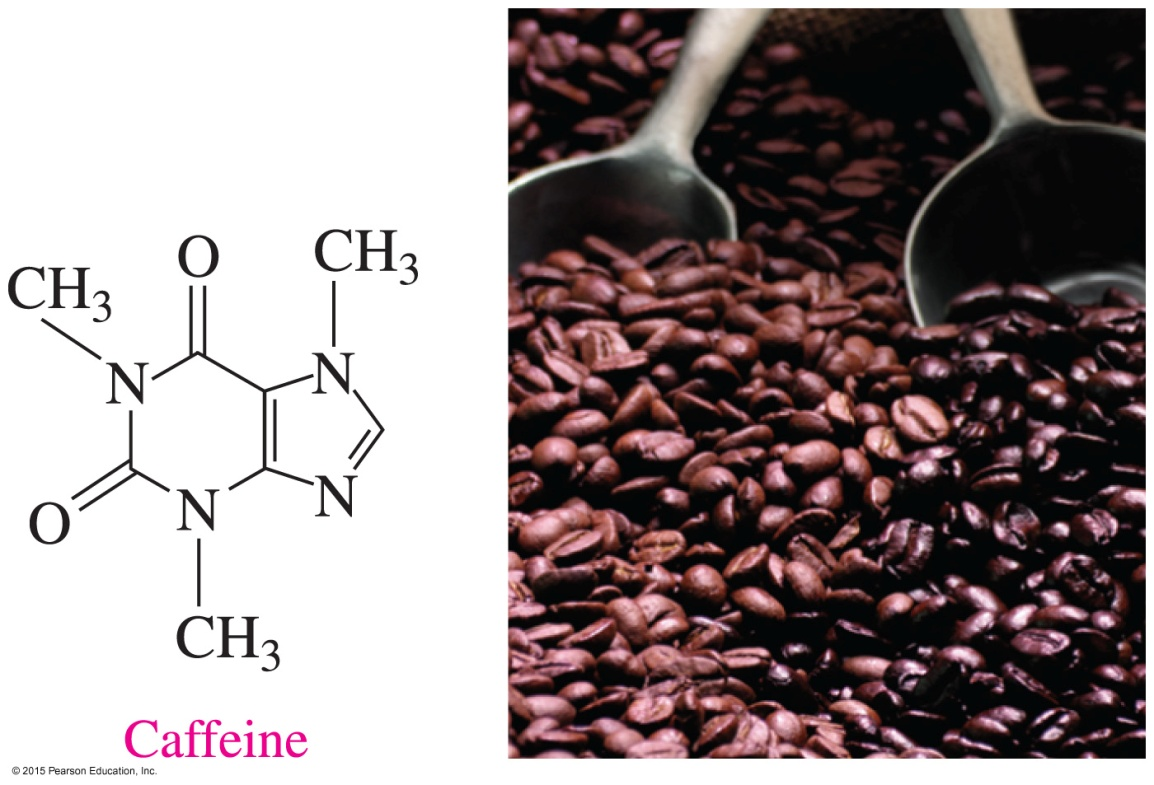 O
CH₃
CH₃
N
N
O
N
N
CH₃
Caffeine
© 2015 Pearson Education, Inc.